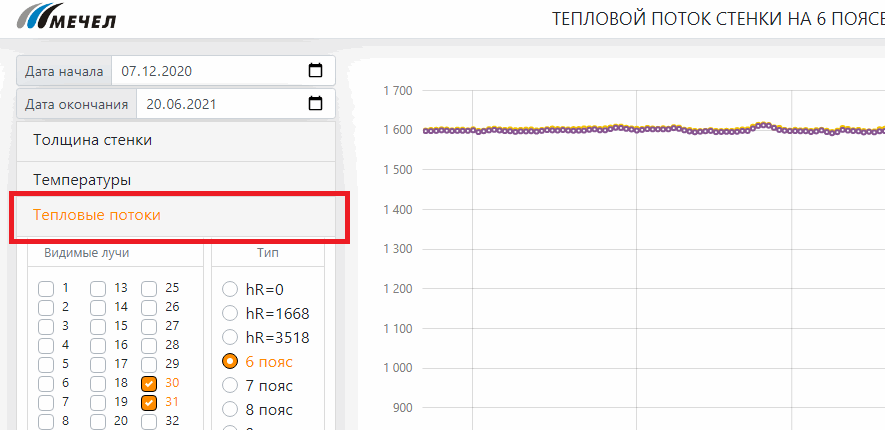 МЕЧЕЛ
ТЕПЛОВОЙ ПОТОК СТЕНКИ НА 6 ПОЯСЕ
Дата начала 07.12.2020
Дата окончания 20.06.2021
Толщина стенки
Температуры
Тепловые потоки
Видимые лучи
1 13 25
2 14 26
3 15 27
4 16 28
5 17 29
6 18 30
7 19 31
8 20 32
Тип
hR=0
hR=1668
hR=3518
6 пояс
7 пояс
8 пояс
1 700
1 600
1 500
1 400
1 300
1 200
1 100
1 000
900